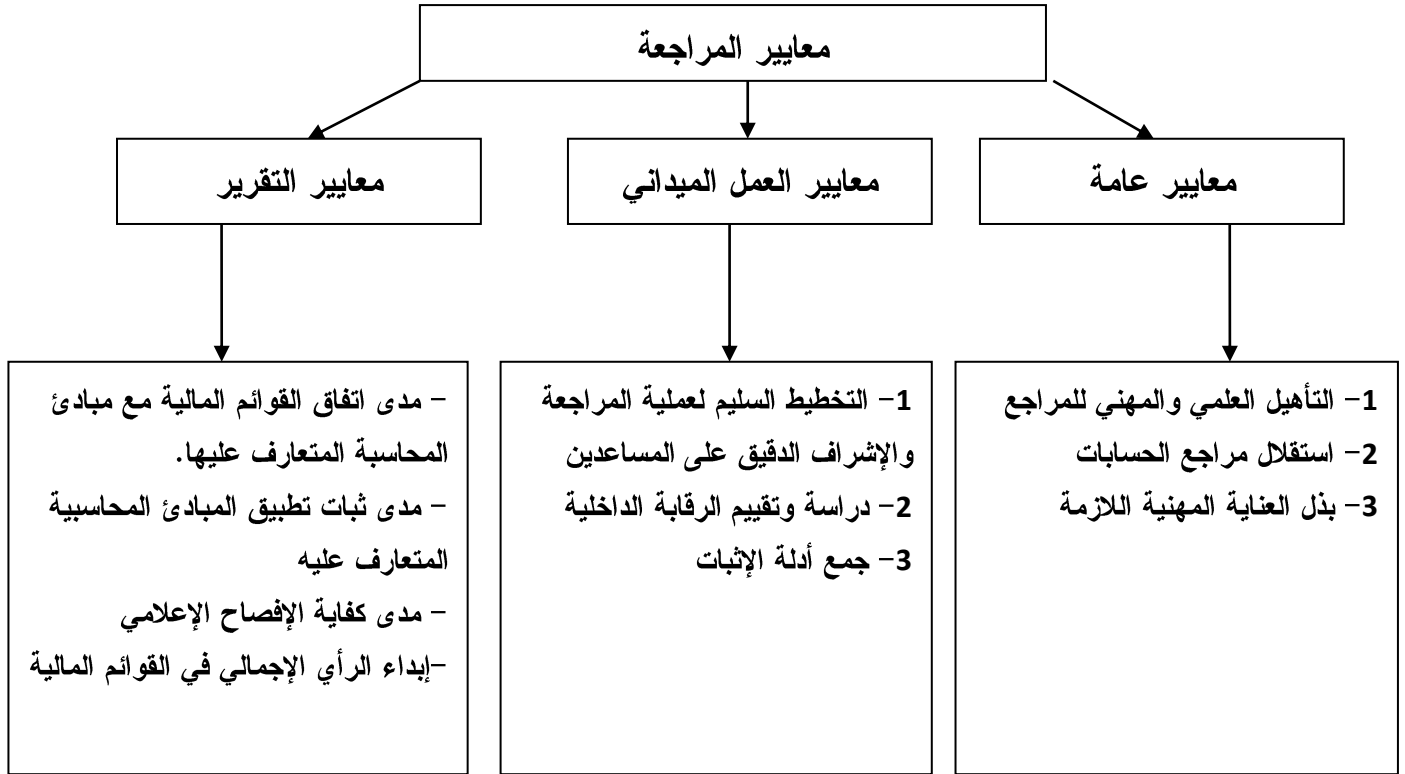 معايير المراجعة
معايير عامة
معايير العمل الميداني
معايير التقرير
1- التأهيل العلمي والمهني للمراجع
2- استقلال مراجع الحسابات
3- بذل العناية المهنية اللازمة
1- التخطيط السليم لعملية المراجعة
والإشراف الدقيق على المساعدين
2- دراسة وتقييم الرقابة الداخلية
3- جمع أدلة الإثبات
- مدى اتفاق القوائم المالية مع مبادئ
المحاسبة المتعارف عليها.
- مدى ثبات تطبيق المبادئ المحاسبية
المتعارف عليه
- مدى كفاية الإفصاح الإعلامي
-إبداء الرأي الإجمالي في القوائم المالية